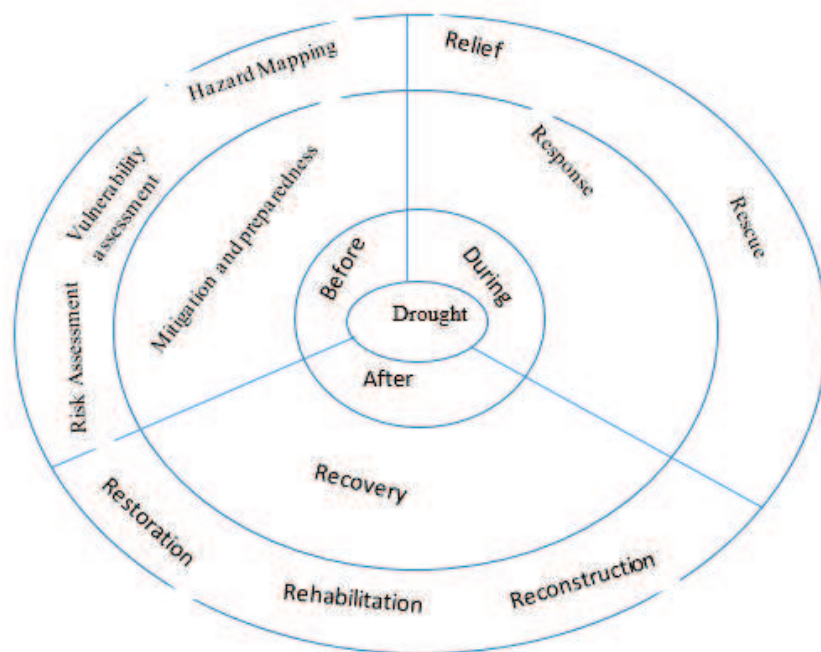 Hazard Mapping
Relief
Vulnerability
assessment
Mitigation and preparedness
Response
Rescue
Before
During
Drought
After
Risk Assessment
Recovery
Restoration
Rehabilitation
Reconstruction